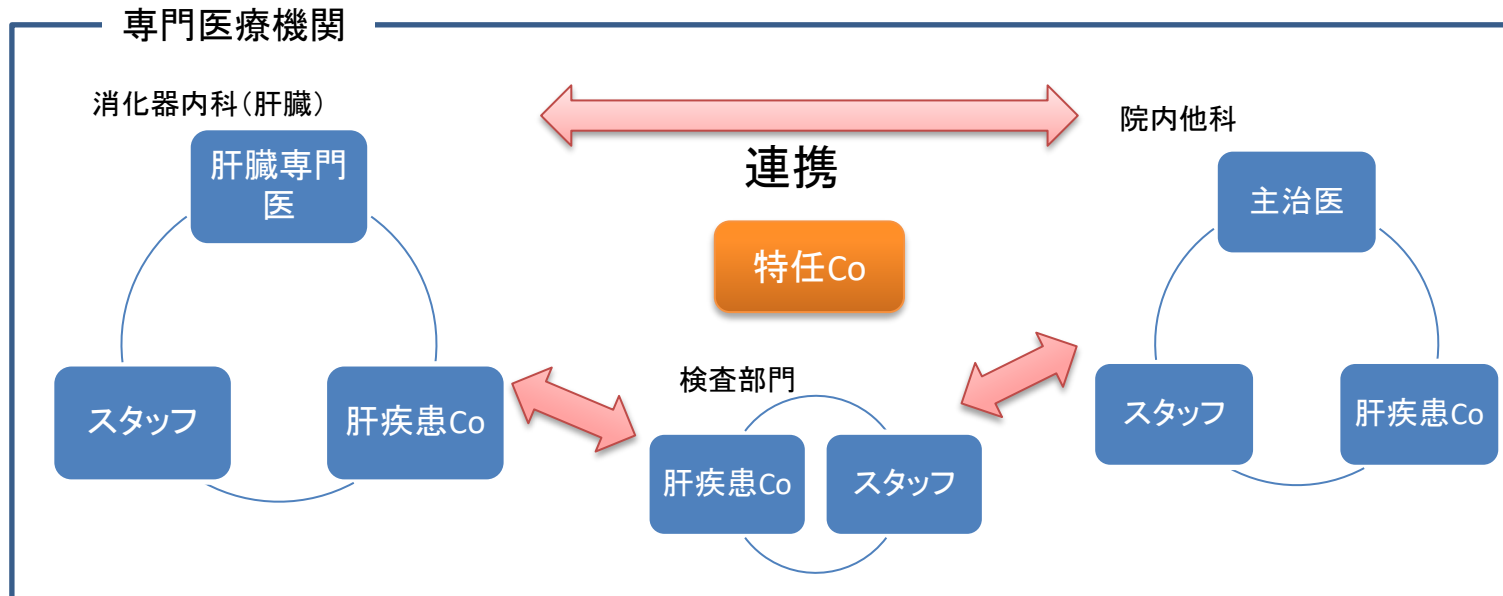 専門医療機関
消化器内科（肝臓）
院内他科
肝臓専門
医
連携
主治医
特任Co
スタッフ
肝疾患Co
検査部門
肝疾患Co
スタッフ
スタッフ
肝疾患Co